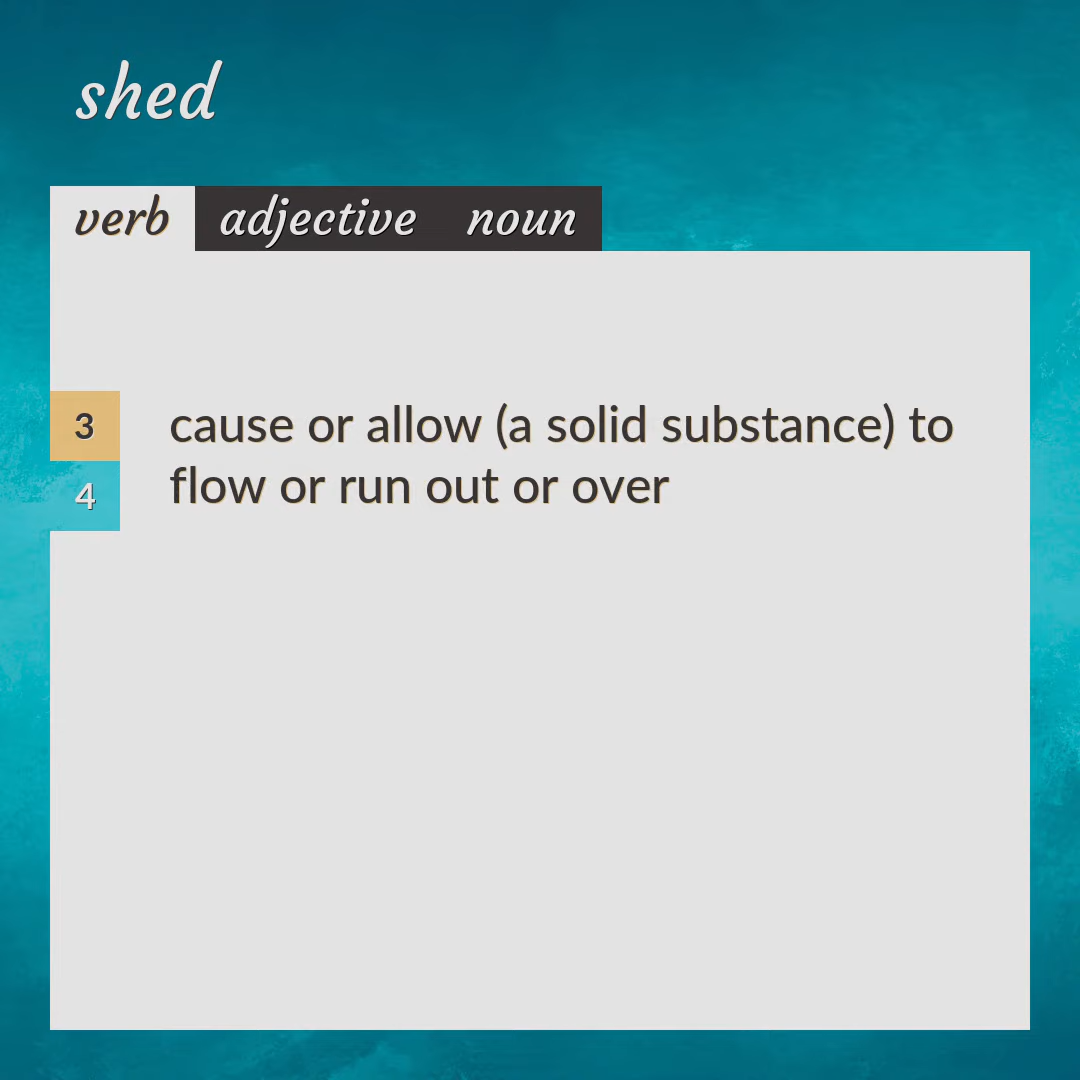 shed
verb adjective noun
3
cause or allow (a solid substance) to
flow or run out or over
4